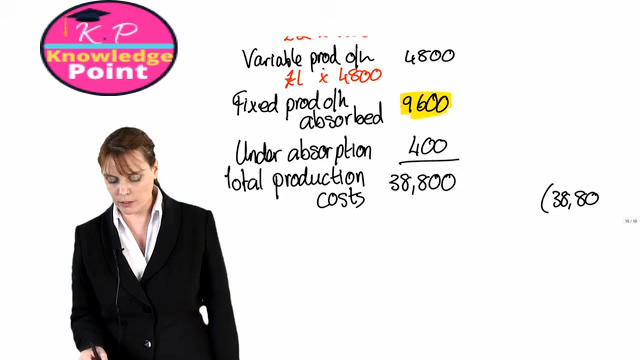 K.P
Knowledge
Point
Variable prod o/h 4800
£1 x 4800
Fixed prod o/h
absorbed 9600
Under absorption 400
Total production 38,800
costs
(38,80